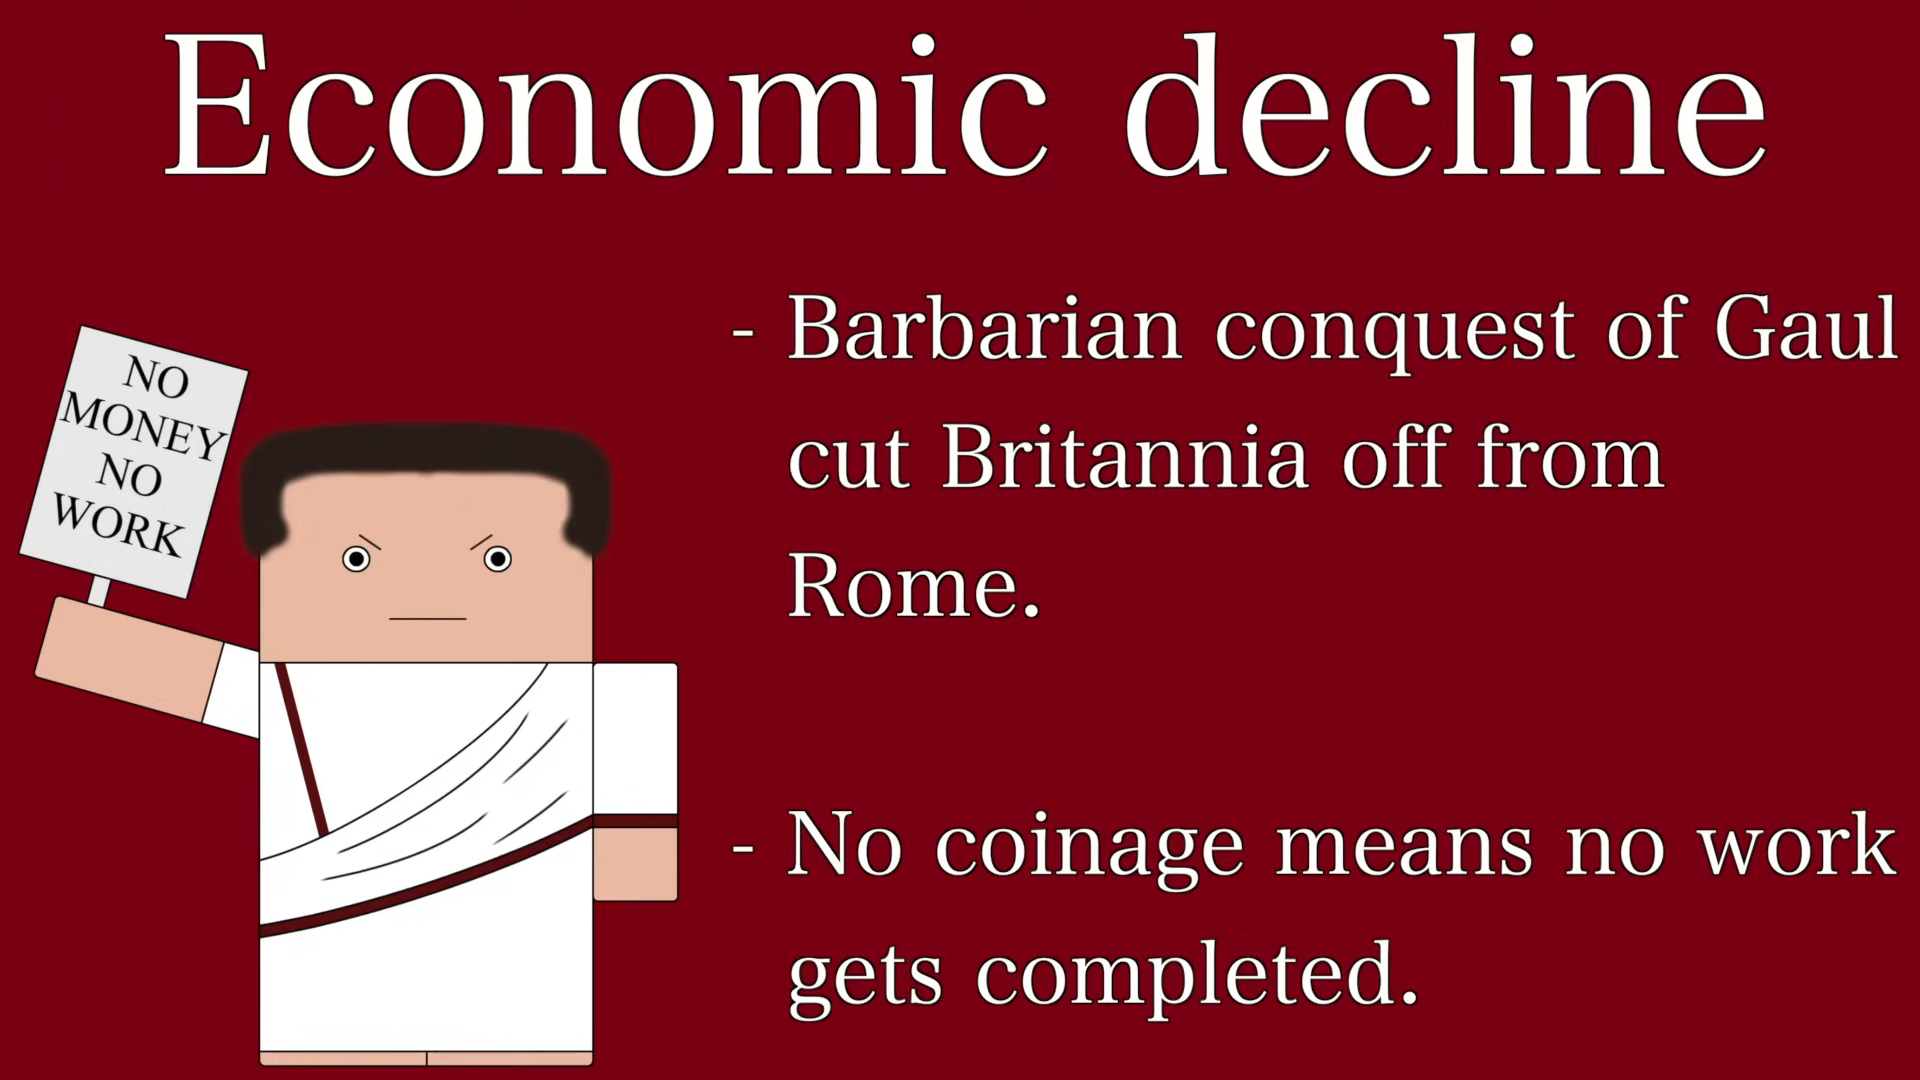 Economic decline
NO
MONEY
NO
WORK
- Barbarian conquest of Gaul
cut Britannia off from
Rome.
- No coinage means no work
gets completed.